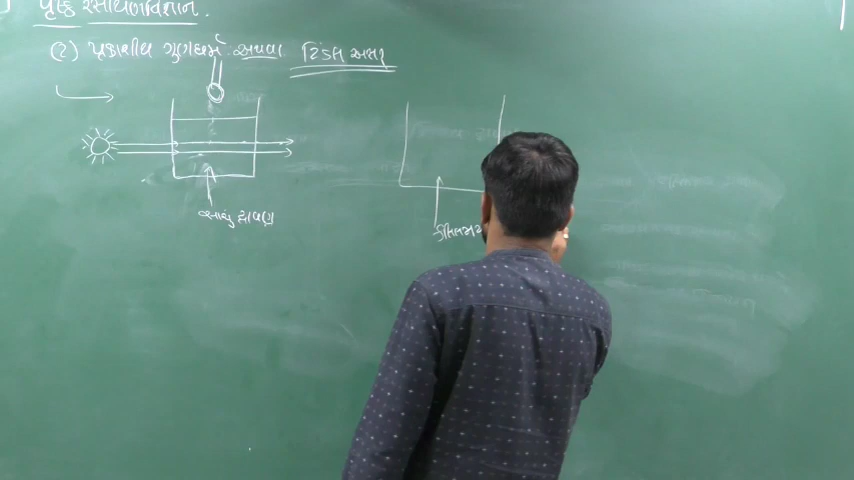 પૃષ્ઠ રસાયણવિજ્ઞાન.
(2) પ્રકાશીય ગુણધર્મ અથવા ટિંડલ અસર
સાચું દ્રાવણ